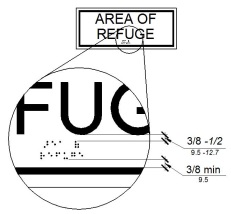 AREA OF
REFUGE
FUG
3/8 -1/2
9.5 -12.7
3/8 min
9.5